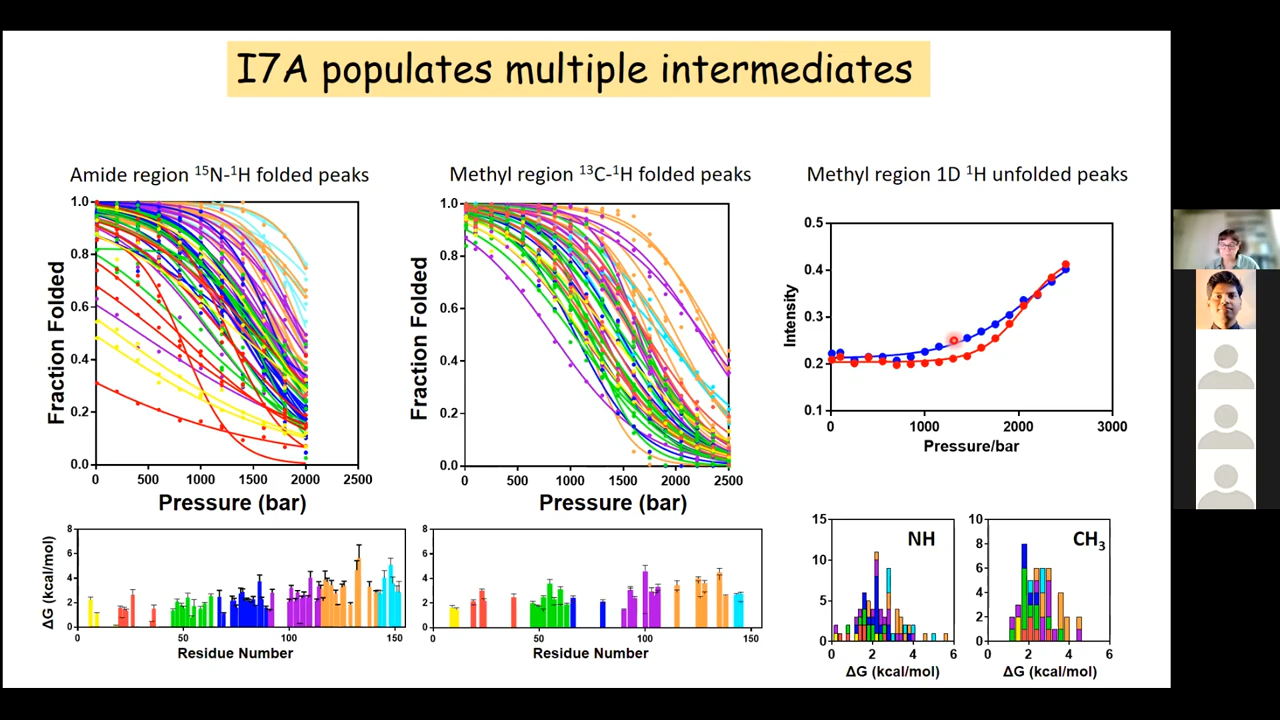 I7A populates multiple intermediates
Amide region ¹⁵N-¹H folded peaks
1.0
0.8
0.6
0.4
0.2
0.0
Fraction Folded
0 500 1000 1500 2000 2500
Pressure (bar)
Methyl region ¹³C-¹H folded peaks
1.0
0.8
0.6
0.4
0.2
0.0
Fraction Folded
0 500 1000 1500 2000 2500
Pressure (bar)
Methyl region 1D ¹H unfolded peaks
0.5
0.4
0.3
0.2
0.1
Intensity
0 1000 2000 3000
Pressure/bar
8
6
4
2
0
ΔG (kcal/mol)
50 100 150
Residue Number
8
6
4
2
0
50 100 150
Residue Number
NH
15
10
5
0
0 2 4 6
ΔG (kcal/mol)
CH₃
10
8
6
4
2
0
0 2 4 6
ΔG (kcal/mol)